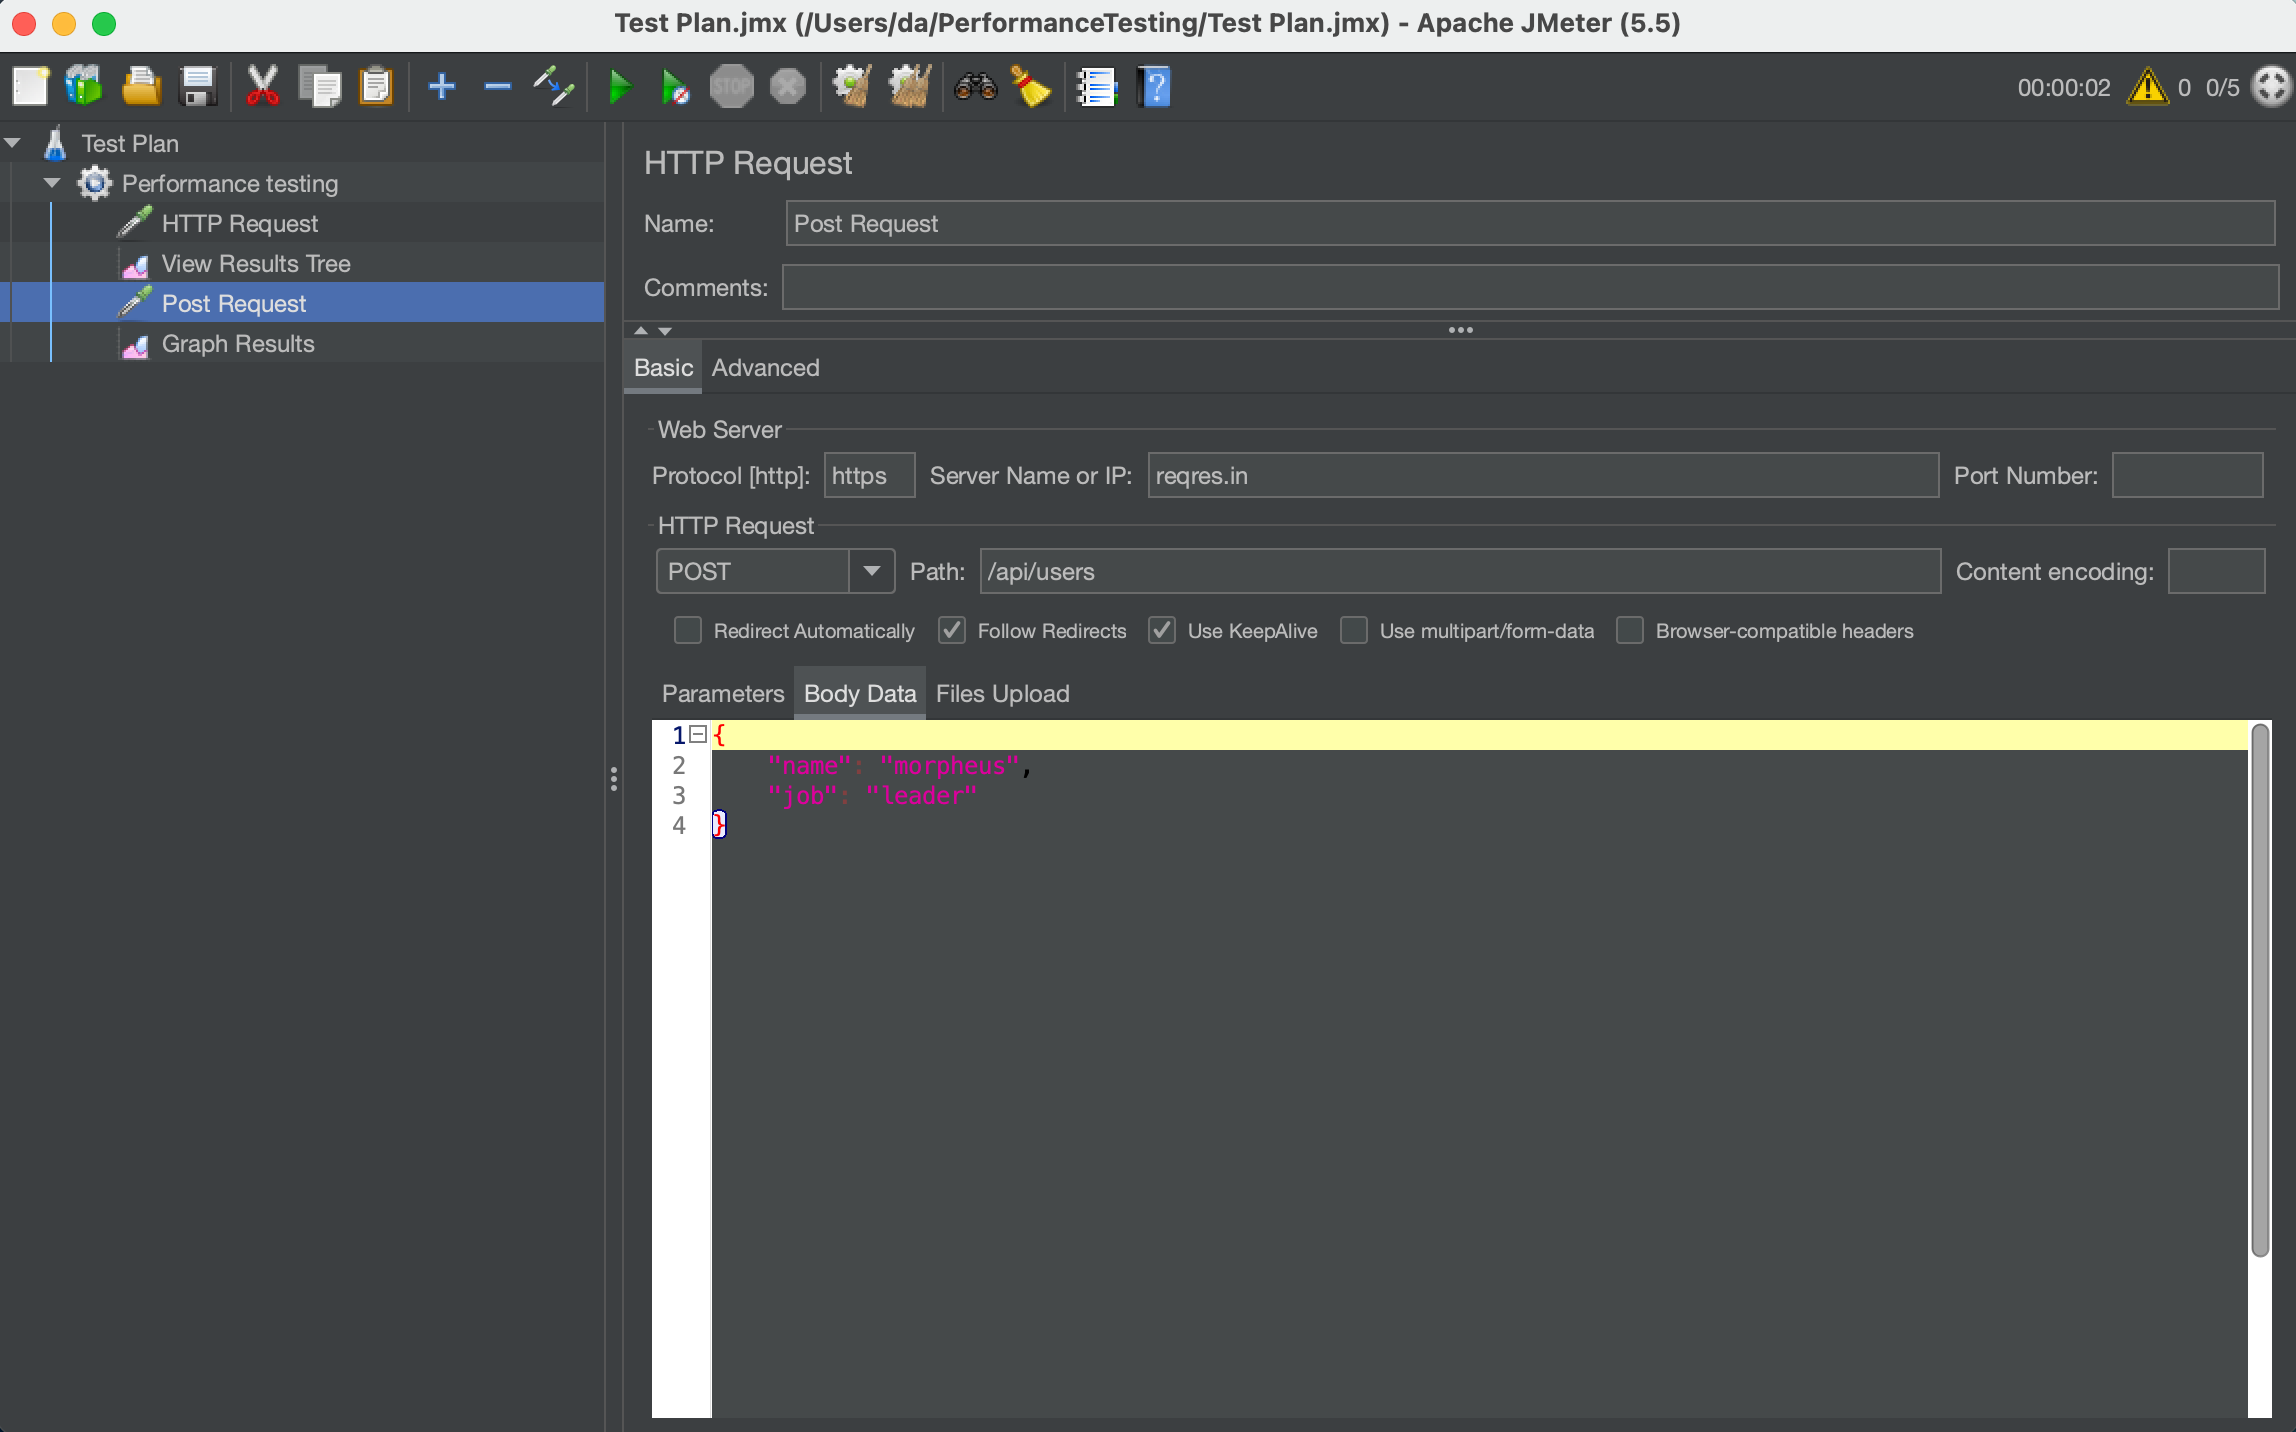 Test Plan.jmx (/Users/da/PerformanceTesting/Test Plan.jmx) - Apache JMeter (5.5)
STOP
?
00:00:02 0 0/5
Test Plan
Performance testing
HTTP Request
View Results Tree
Post Request
Graph Results
HTTP Request
Name: Post Request
Comments:
Basic Advanced
Web Server
Protocol [http]: https Server Name or IP: reqres.in Port Number:
HTTP Request
POST Path: /api/users Content encoding:
Redirect Automatically Follow Redirects Use KeepAlive Use multipart/form-data Browser-compatible headers
Parameters Body Data Files Upload
1 {
2 "name": "morpheus",
3 "job": "leader"
4 }